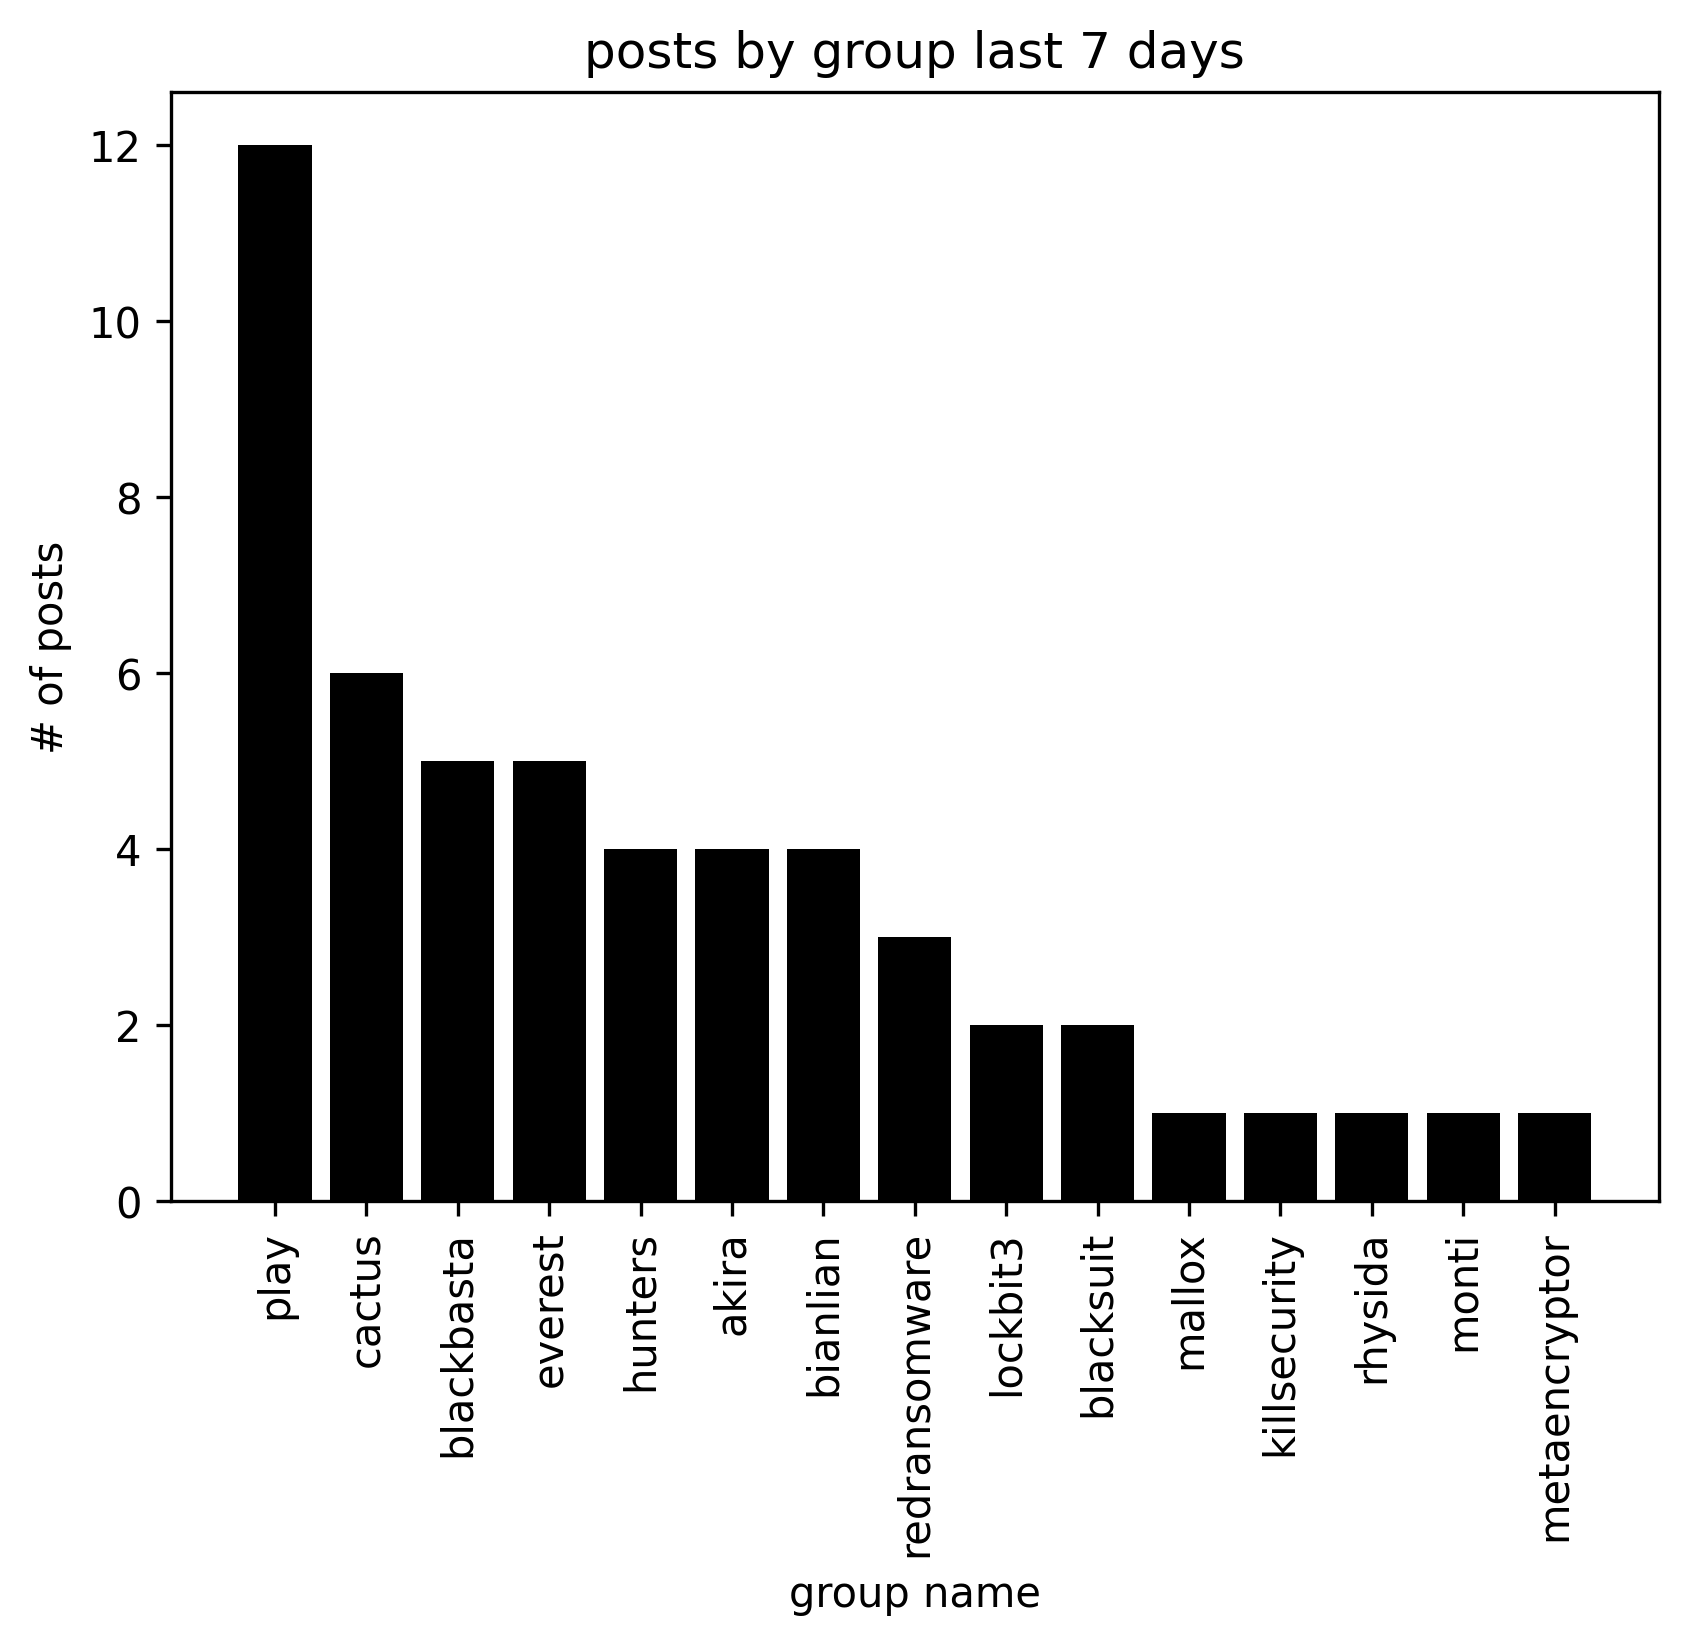 posts by group last 7 days
12
10
8
6
4
2
0
# of posts
play
cactus
blackbasta
everest
hunters
akira
bianlian
redransomware
lockbit3
blacksuit
mallox
killsecurity
rhysida
monti
metaencryptor
group name